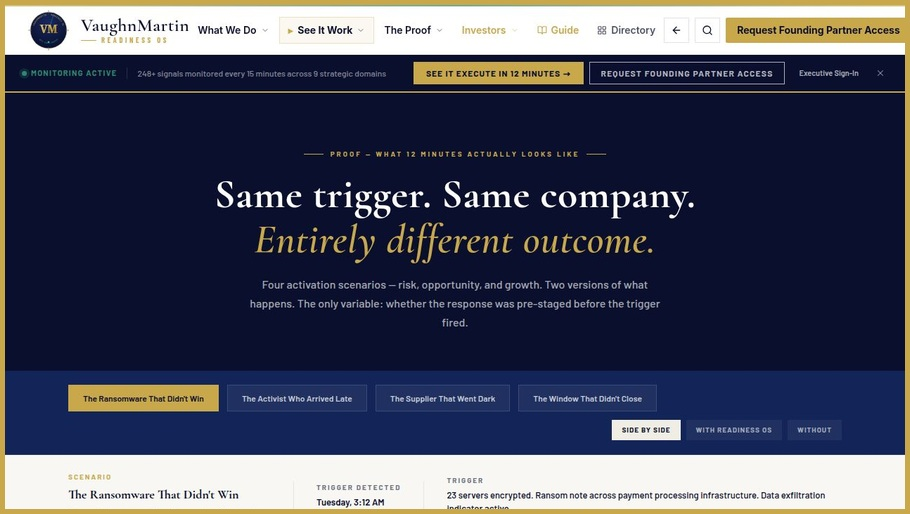 VM
VaughnMartin
READINESS OS
What We Do
See It Work
The Proof
Investors
Guide
Directory
Request Founding Partner Access
MONITORING ACTIVE
248+ signals monitored every 15 minutes across 9 strategic domains
SEE IT EXECUTE IN 12 MINUTES →
REQUEST FOUNDING PARTNER ACCESS
Executive Sign-In
PROOF — WHAT 12 MINUTES ACTUALLY LOOKS LIKE
Same trigger. Same company.
Entirely different outcome.
Four activation scenarios — risk, opportunity, and growth. Two versions of what
happens. The only variable: whether the response was pre-staged before the trigger
fired.
The Ransomware That Didn't Win
The Activist Who Arrived Late
The Supplier That Went Dark
The Window That Didn't Close
SIDE BY SIDE
WITH READINESS OS
WITHOUT
SCENARIO
The Ransomware That Didn't Win
TRIGGER DETECTED
Tuesday, 3:12 AM
TRIGGER
23 servers encrypted. Ransom note across payment processing infrastructure. Data exfiltration
indicator active.